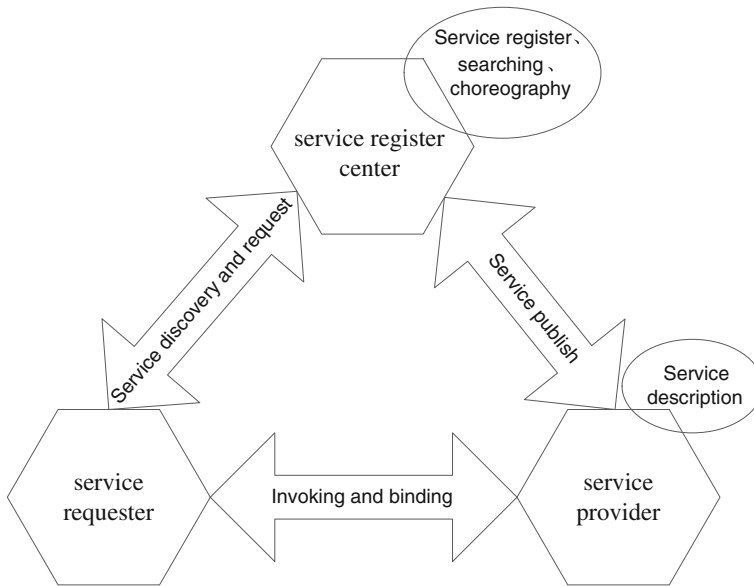 Service register、
searching、
choreography
service register
center
Service discovery and request
Service publish
Service
description
service
requester
Invoking and binding
service
provider